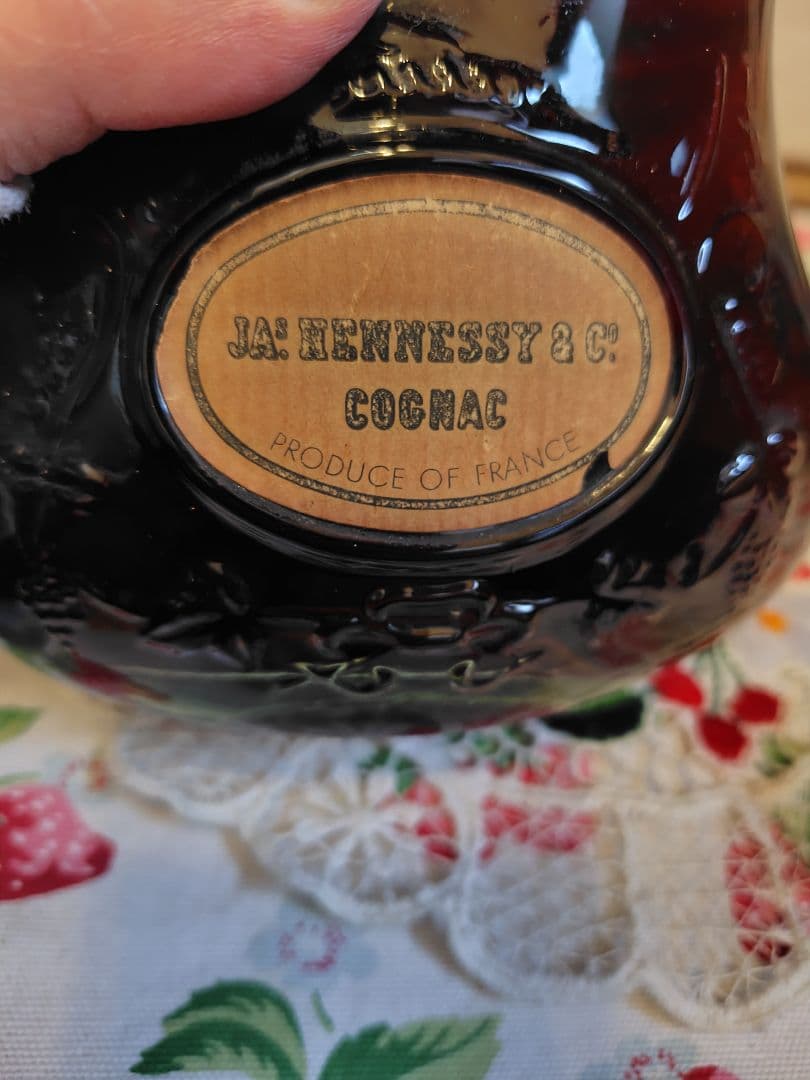 JAS HENNESSY & CO
COGNAC
PRODUCE OF FRANCE